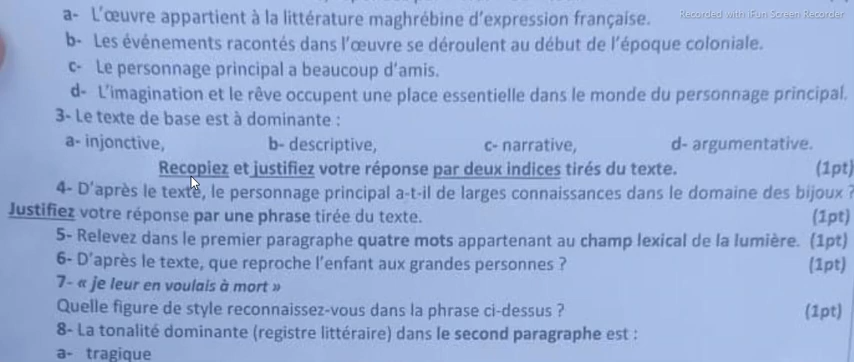 Recorded with iFun Screen Recorder
a- L'œuvre appartient à la littérature maghrébine d'expression française.
b- Les événements racontés dans l'œuvre se déroulent au début de l'époque coloniale.
c- Le personnage principal a beaucoup d'amis.
d- L'imagination et le rêve occupent une place essentielle dans le monde du personnage principal.
3- Le texte de base est à dominante :
a- injonctive, b- descriptive, c- narrative, d- argumentative.
Recopiez et justifiez votre réponse par deux indices tirés du texte. (1pt)
4- D'après le texte, le personnage principal a-t-il de larges connaissances dans le domaine des bijoux ?
Justifiez votre réponse par une phrase tirée du texte. (1pt)
5- Relevez dans le premier paragraphe quatre mots appartenant au champ lexical de la lumière. (1pt)
6- D'après le texte, que reproche l'enfant aux grandes personnes ? (1pt)
7- « je leur en voulais à mort »
Quelle figure de style reconnaissez-vous dans la phrase ci-dessus ? (1pt)
8- La tonalité dominante (registre littéraire) dans le second paragraphe est :
a- tragique